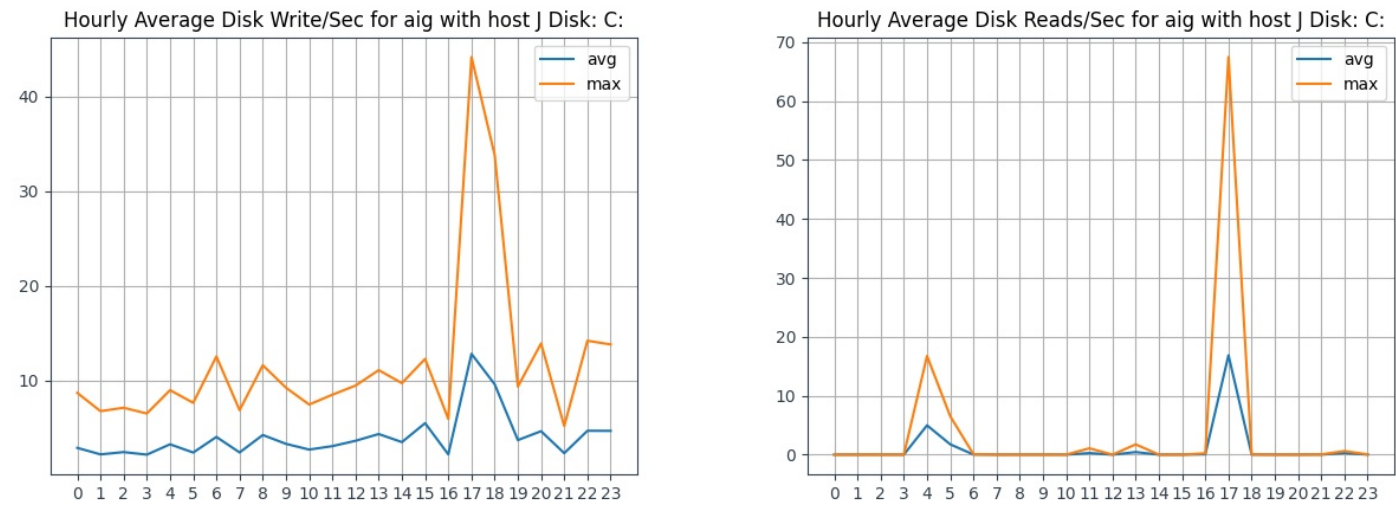 Hourly Average Disk Write/Sec for aig with host J Disk: C:
avg
max
40
30
20
10
0 1 2 3 4 5 6 7 8 9 10 11 12 13 14 15 16 17 18 19 20 21 22 23
Hourly Average Disk Reads/Sec for aig with host J Disk: C:
avg
max
70
60
50
40
30
20
10
0
0 1 2 3 4 5 6 7 8 9 10 11 12 13 14 15 16 17 18 19 20 21 22 23